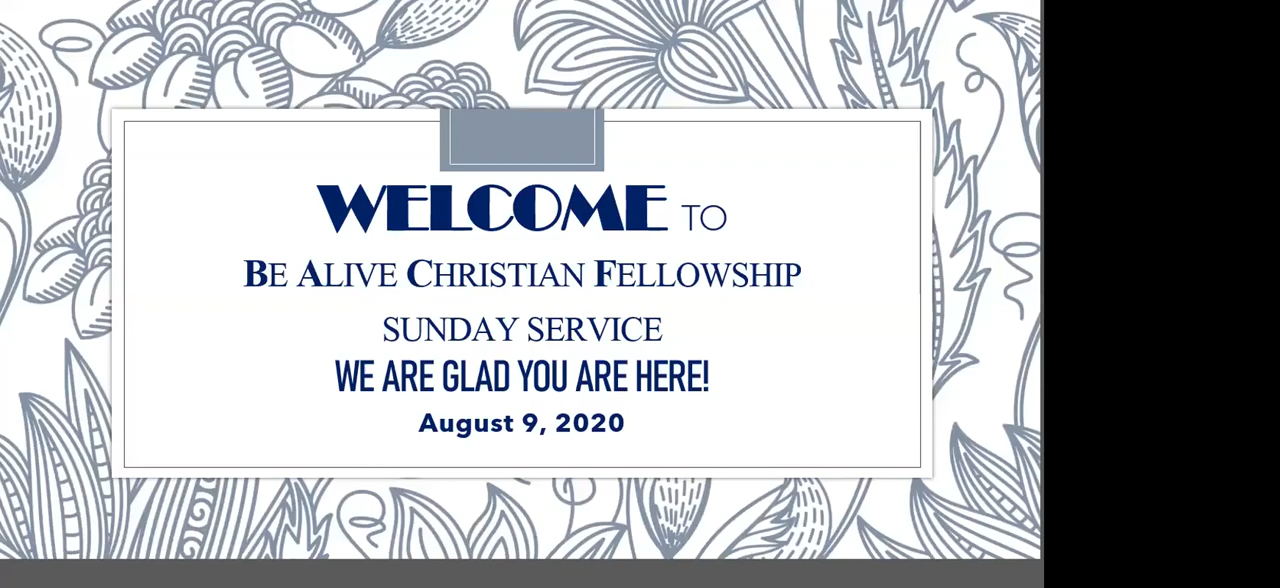 WELCOME TO
BE ALIVE CHRISTIAN FELLOWSHIP
SUNDAY SERVICE
WE ARE GLAD YOU ARE HERE!
August 9, 2020